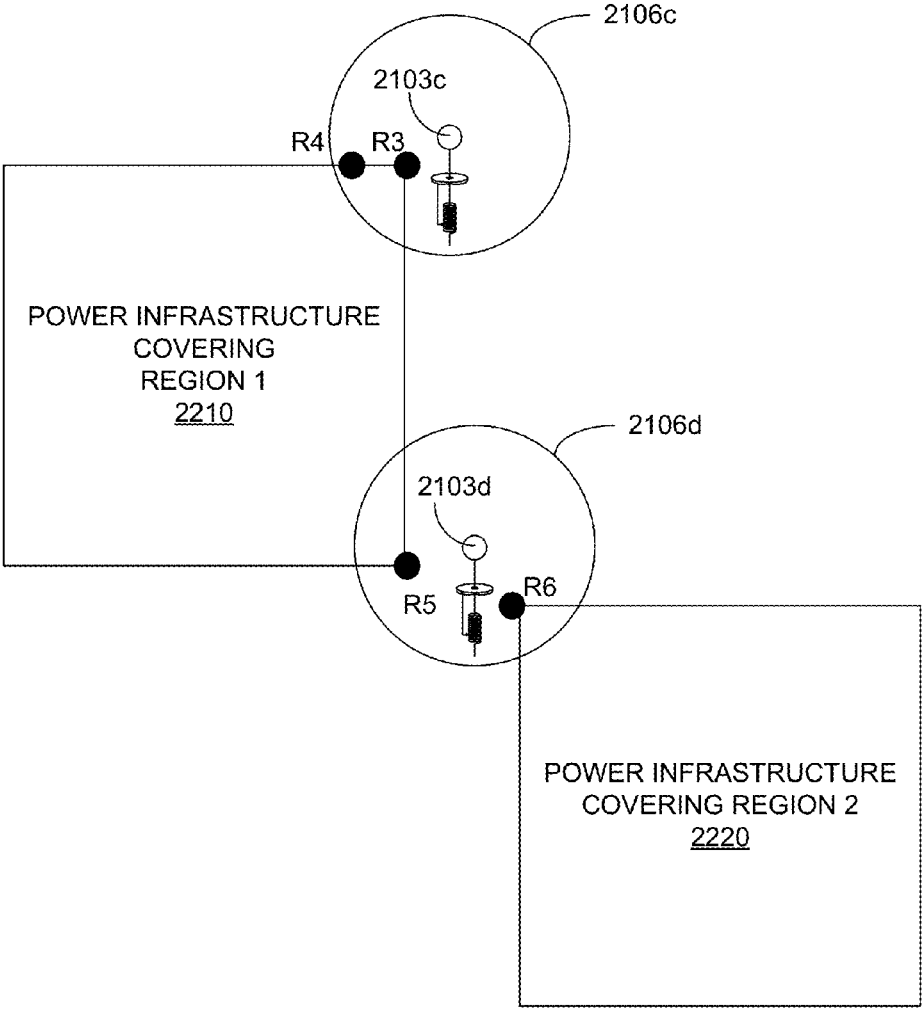 2106c
2103c
R4 R3
POWER INFRASTRUCTURE
COVERING
REGION 1
2210
2106d
2103d
R5
R6
POWER INFRASTRUCTURE
COVERING REGION 2
2220